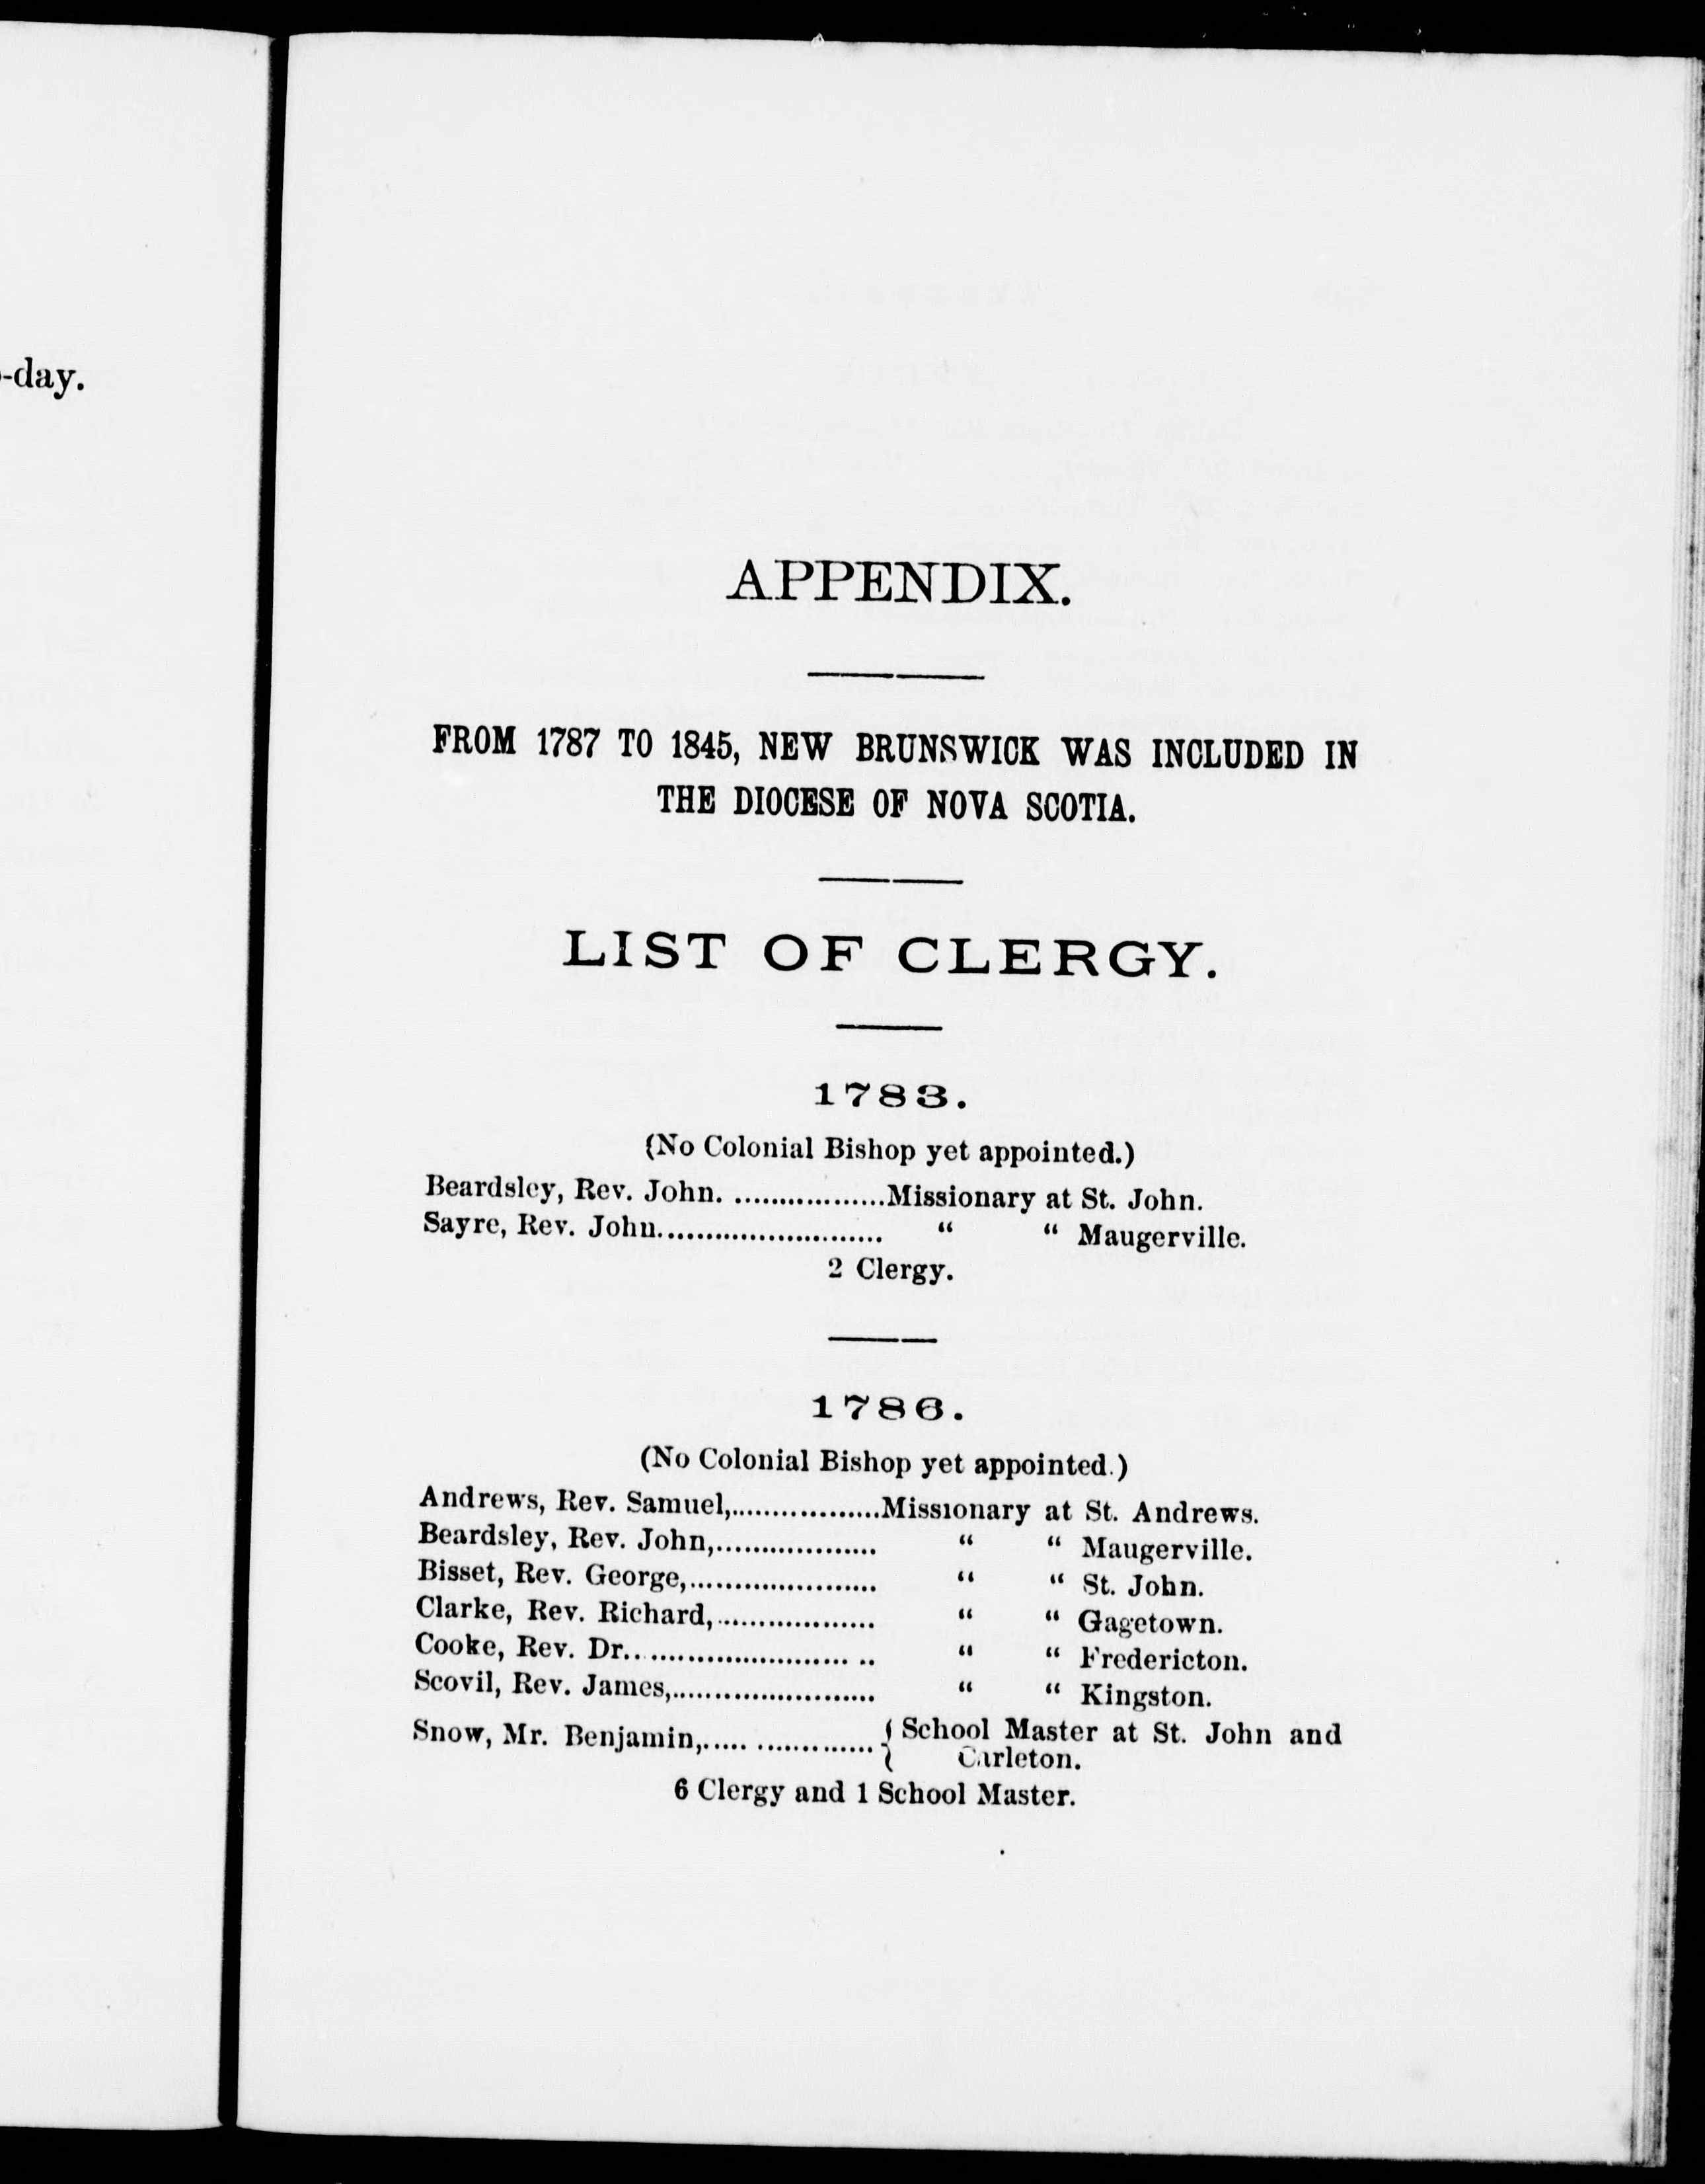 -day.
APPENDIX.
FROM 1787 TO 1845, NEW BRUNSWICK WAS INCLUDED IN
THE DIOCESE OF NOVA SCOTIA.
LIST OF CLERGY.
1783.
(No Colonial Bishop yet appointed.)
Beardsley, Rev. John. .................Missionary at St. John.
Sayre, Rev. John.......................... “ “ Maugerville.
2 Clergy.
1786.
(No Colonial Bishop yet appointed.)
Andrews, Rev. Samuel,..................Missionary at St. Andrews.
Beardsley, Rev. John,................... “ “ Maugerville.
Bisset, Rev. George,...................... “ “ St. John.
Clarke, Rev. Richard,................... “ “ Gagetown.
Cooke, Rev. Dr.......................... .. “ “ Fredericton.
Scovil, Rev. James,........................ “ “ Kingston.
Snow, Mr. Benjamin,..... .............. { School Master at St. John and
Carleton.
6 Clergy and 1 School Master.